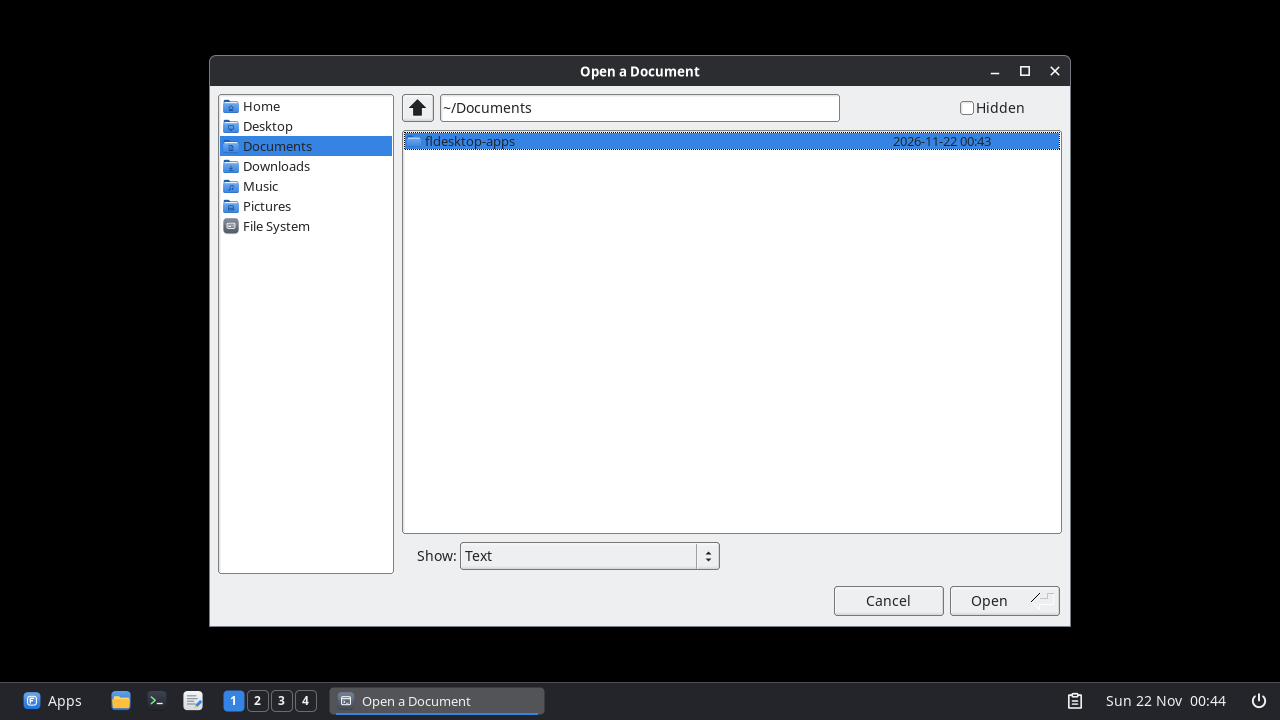 Open a Document
Home
Desktop
Documents
Downloads
Music
Pictures
File System
~/Documents
Hidden
fldesktop-apps 2026-11-22 00:43
Show: Text
Cancel
Open
Apps
1 2 3 4
Open a Document
Sun 22 Nov 00:44